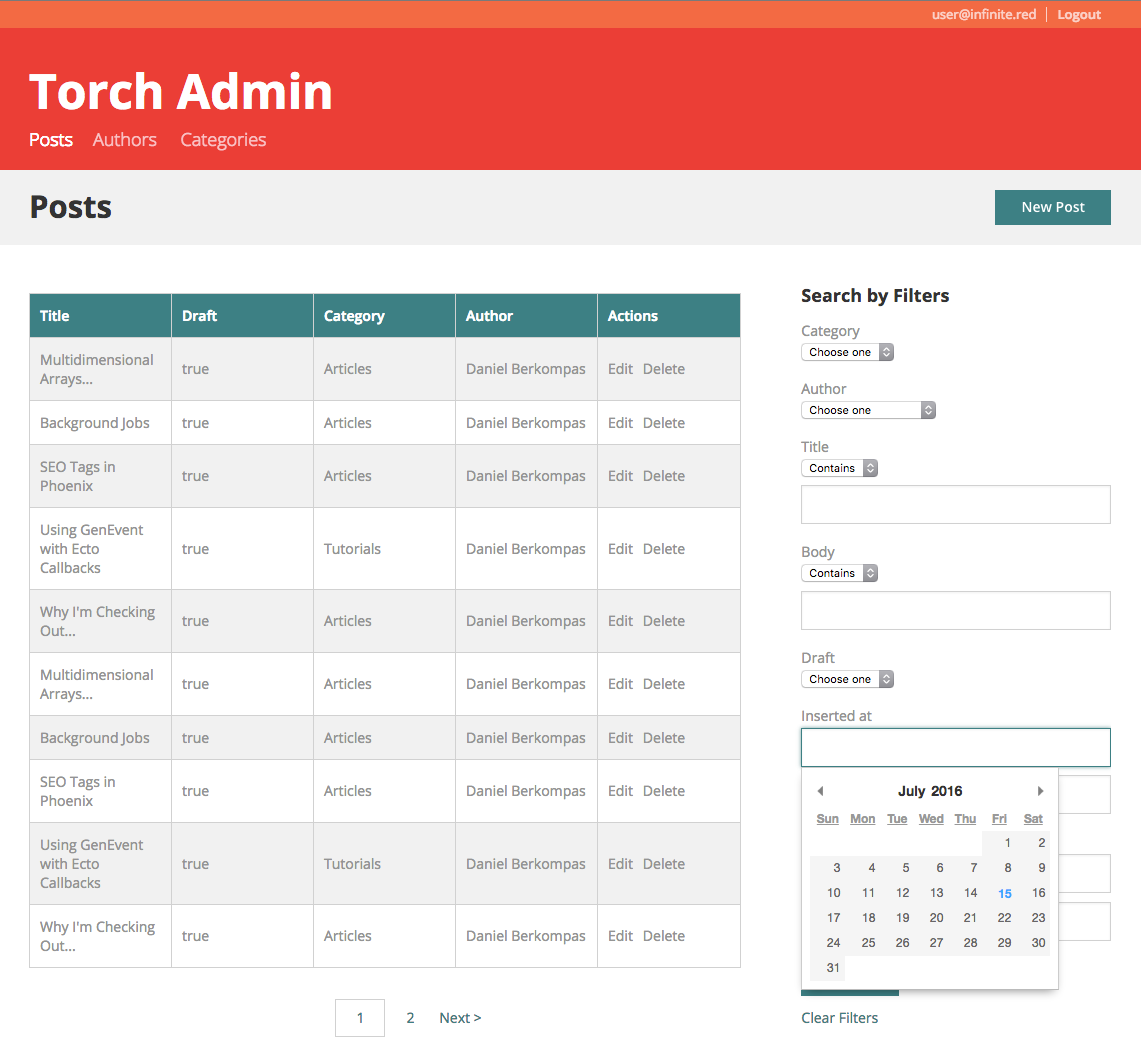 user@infinite.red Logout
Torch Admin
Posts Authors Categories
Posts
New Post
Title Draft Category Author Actions
Multidimensional
Arrays...
true Articles Daniel Berkompas Edit Delete
Background Jobs true Articles Daniel Berkompas Edit Delete
SEO Tags in
Phoenix
true Articles Daniel Berkompas Edit Delete
Using GenEvent
with Ecto
Callbacks
true Tutorials Daniel Berkompas Edit Delete
Why I'm Checking
Out...
true Articles Daniel Berkompas Edit Delete
Multidimensional
Arrays...
true Articles Daniel Berkompas Edit Delete
Background Jobs true Articles Daniel Berkompas Edit Delete
SEO Tags in
Phoenix
true Articles Daniel Berkompas Edit Delete
Using GenEvent
with Ecto
Callbacks
true Tutorials Daniel Berkompas Edit Delete
Why I'm Checking
Out...
true Articles Daniel Berkompas Edit Delete
1 2 Next >
Search by Filters
Category
Choose one
Author
Choose one
Title
Contains
Body
Contains
Draft
Choose one
Inserted at
July 2016
Sun Mon Tue Wed Thu Fri Sat
1 2
3 4 5 6 7 8 9
10 11 12 13 14 15 16
17 18 19 20 21 22 23
24 25 26 27 28 29 30
31
Clear Filters